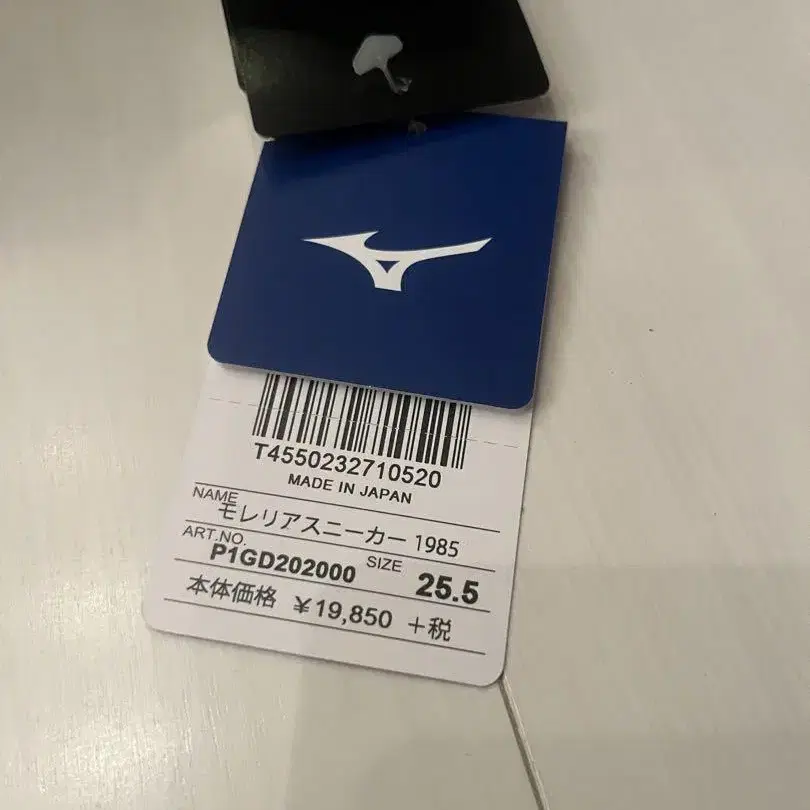 T4550232710520
MADE IN JAPAN
NAME モレリアスニーカー 1985
ART.NO. P1GD202000 SIZE 25.5
本体価格 ¥19,850 +税